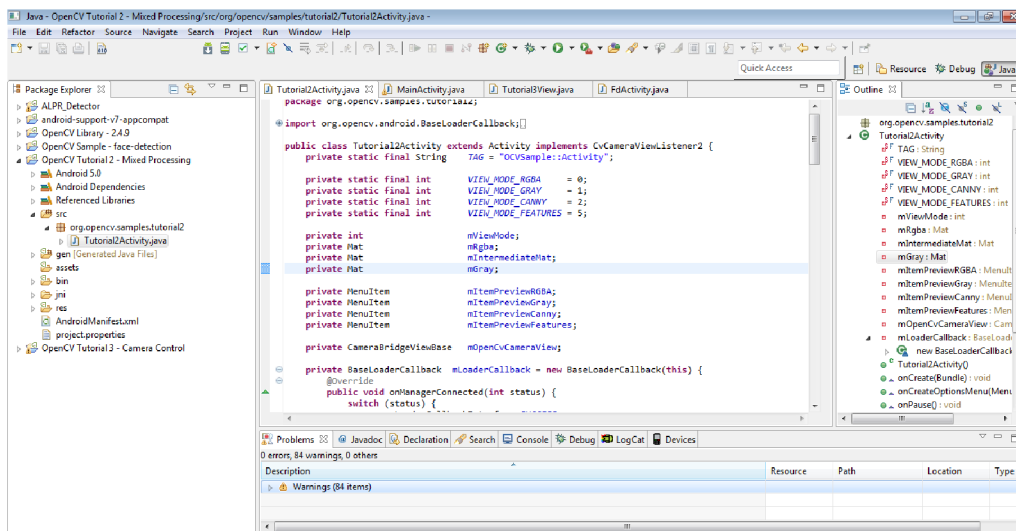 Java - OpenCV Tutorial 2 - Mixed Processing/src/org/opencv/samples/tutorial2/Tutorial2Activity.java -
File Edit Refactor Source Navigate Search Project Run Window Help
Quick Access
Resource Debug Java
Package Explorer
ALPR_Detector
android-support-v7-appcompat
OpenCV Library - 2.4.9
OpenCV Sample - face-detection
OpenCV Tutorial 2 - Mixed Processing
Android 5.0
Android Dependencies
Referenced Libraries
src
org.opencv.samples.tutorial2
Tutorial2Activity.java
gen [Generated Java Files]
assets
bin
jni
res
AndroidManifest.xml
project.properties
OpenCV Tutorial 3 - Camera Control
Tutorial2Activity.java MainActivity.java Tutorial3View.java FdActivity.java
package org.opencv.samples.tutorial2;
import org.opencv.android.BaseLoaderCallback;
public class Tutorial2Activity extends Activity implements CvCameraViewListener2 {
private static final String TAG = "OCVSample::Activity";
private static final int VIEW_MODE_RGBA = 0;
private static final int VIEW_MODE_GRAY = 1;
private static final int VIEW_MODE_CANNY = 2;
private static final int VIEW_MODE_FEATURES = 5;
private int mViewMode;
private Mat mRgba;
private Mat mIntermediateMat;
private Mat mGray;
private MenuItem mItemPreviewRGBA;
private MenuItem mItemPreviewGray;
private MenuItem mItemPreviewCanny;
private MenuItem mItemPreviewFeatures;
private CameraBridgeViewBase mOpenCvCameraView;
private BaseLoaderCallback mLoaderCallback = new BaseLoaderCallback(this) {
@Override
public void onManagerConnected(int status) {
switch (status) {
Outline
org.opencv.samples.tutorial2
Tutorial2Activity
TAG : String
VIEW_MODE_RGBA : int
VIEW_MODE_GRAY : int
VIEW_MODE_CANNY : int
VIEW_MODE_FEATURES : int
mViewMode : int
mRgba : Mat
mIntermediateMat : Mat
mGray : Mat
mItemPreviewRGBA : MenuIt
mItemPreviewGray : MenuIte
mItemPreviewCanny : MenuI
mItemPreviewFeatures : Men
mOpenCvCameraView : Cam
mLoaderCallback : BaseLoad
new BaseLoaderCallback
Tutorial2Activity()
onCreate(Bundle) : void
onCreateOptionsMenu(Menu
onPause() : void
Problems Javadoc Declaration Search Console Debug LogCat Devices
0 errors, 84 warnings, 0 others
Description Resource Path Location Type
Warnings (84 items)